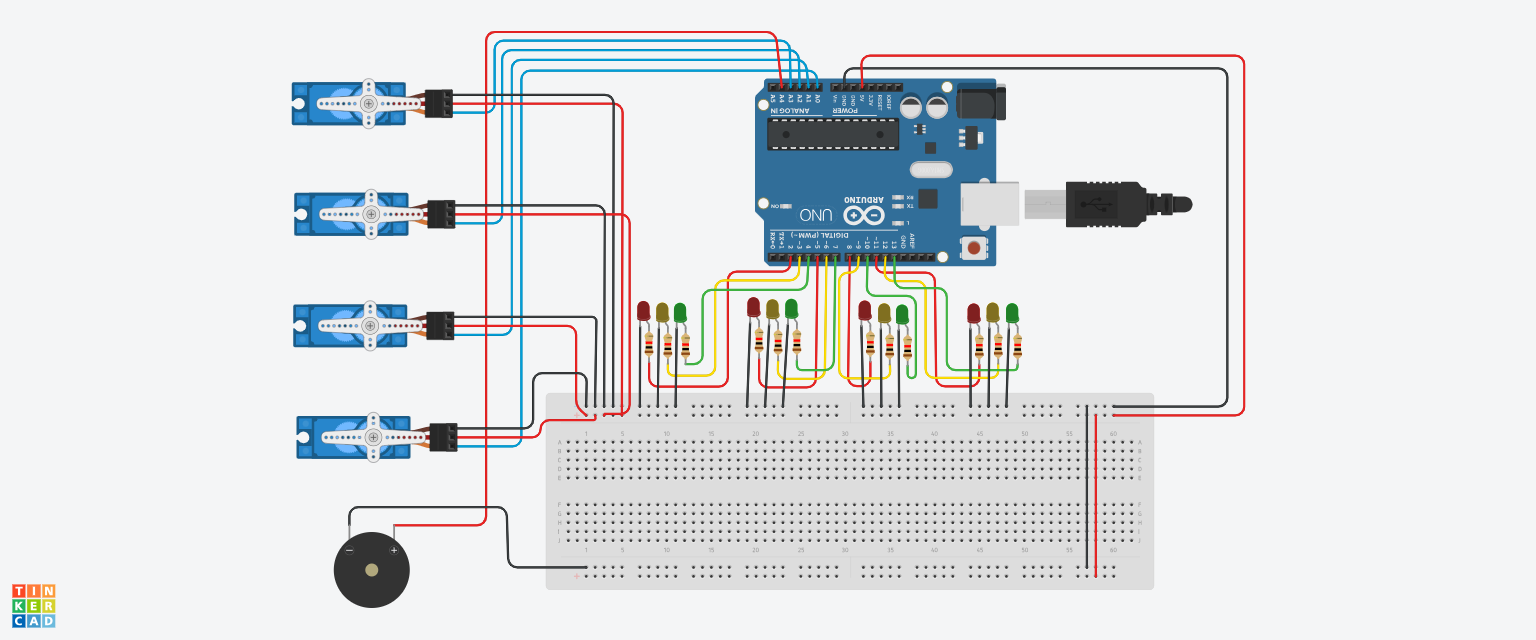 A5 A4 A3 A2 A1 A0
Vin GND GND 5V 3.3V RESET IOREF
ANALOG IN
POWER
RX
ON
TX
ARDUINO
UNO
L
DIGITAL (PWM~)
RX←0 TX→1 2 ~3 4 ~5 ~6 7 8 ~9 ~10 ~11 12 13 GND AREF
1 5 10 15 20 25 30 35 40 45 50 55 60
A A
B B
C C
D D
E E
F F
G G
H H
I I
J J
1 5 10 15 20 25 30 35 40 45 50 55 60
− +
TIN
KER
CAD